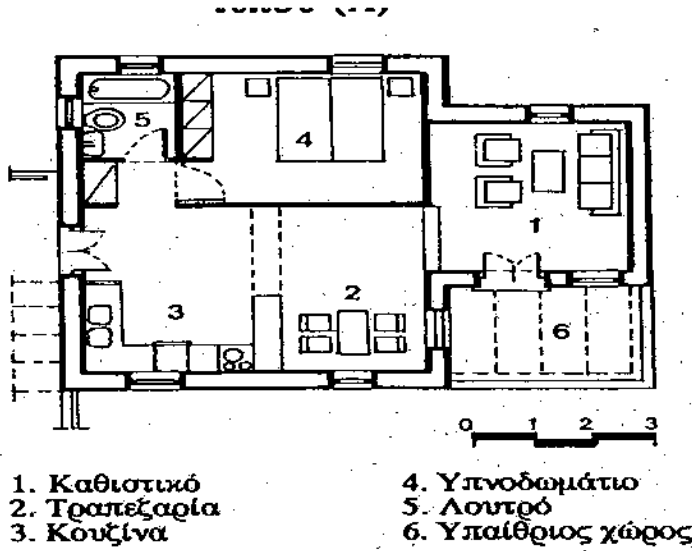 5
4
1
3
2
6
0 1 2 3
1. Καθιστικό
2. Τραπεζαρία
3. Κουζίνα
4. Υπνοδωμάτιο
5. Λουτρό
6. Υπαίθριος χώρος